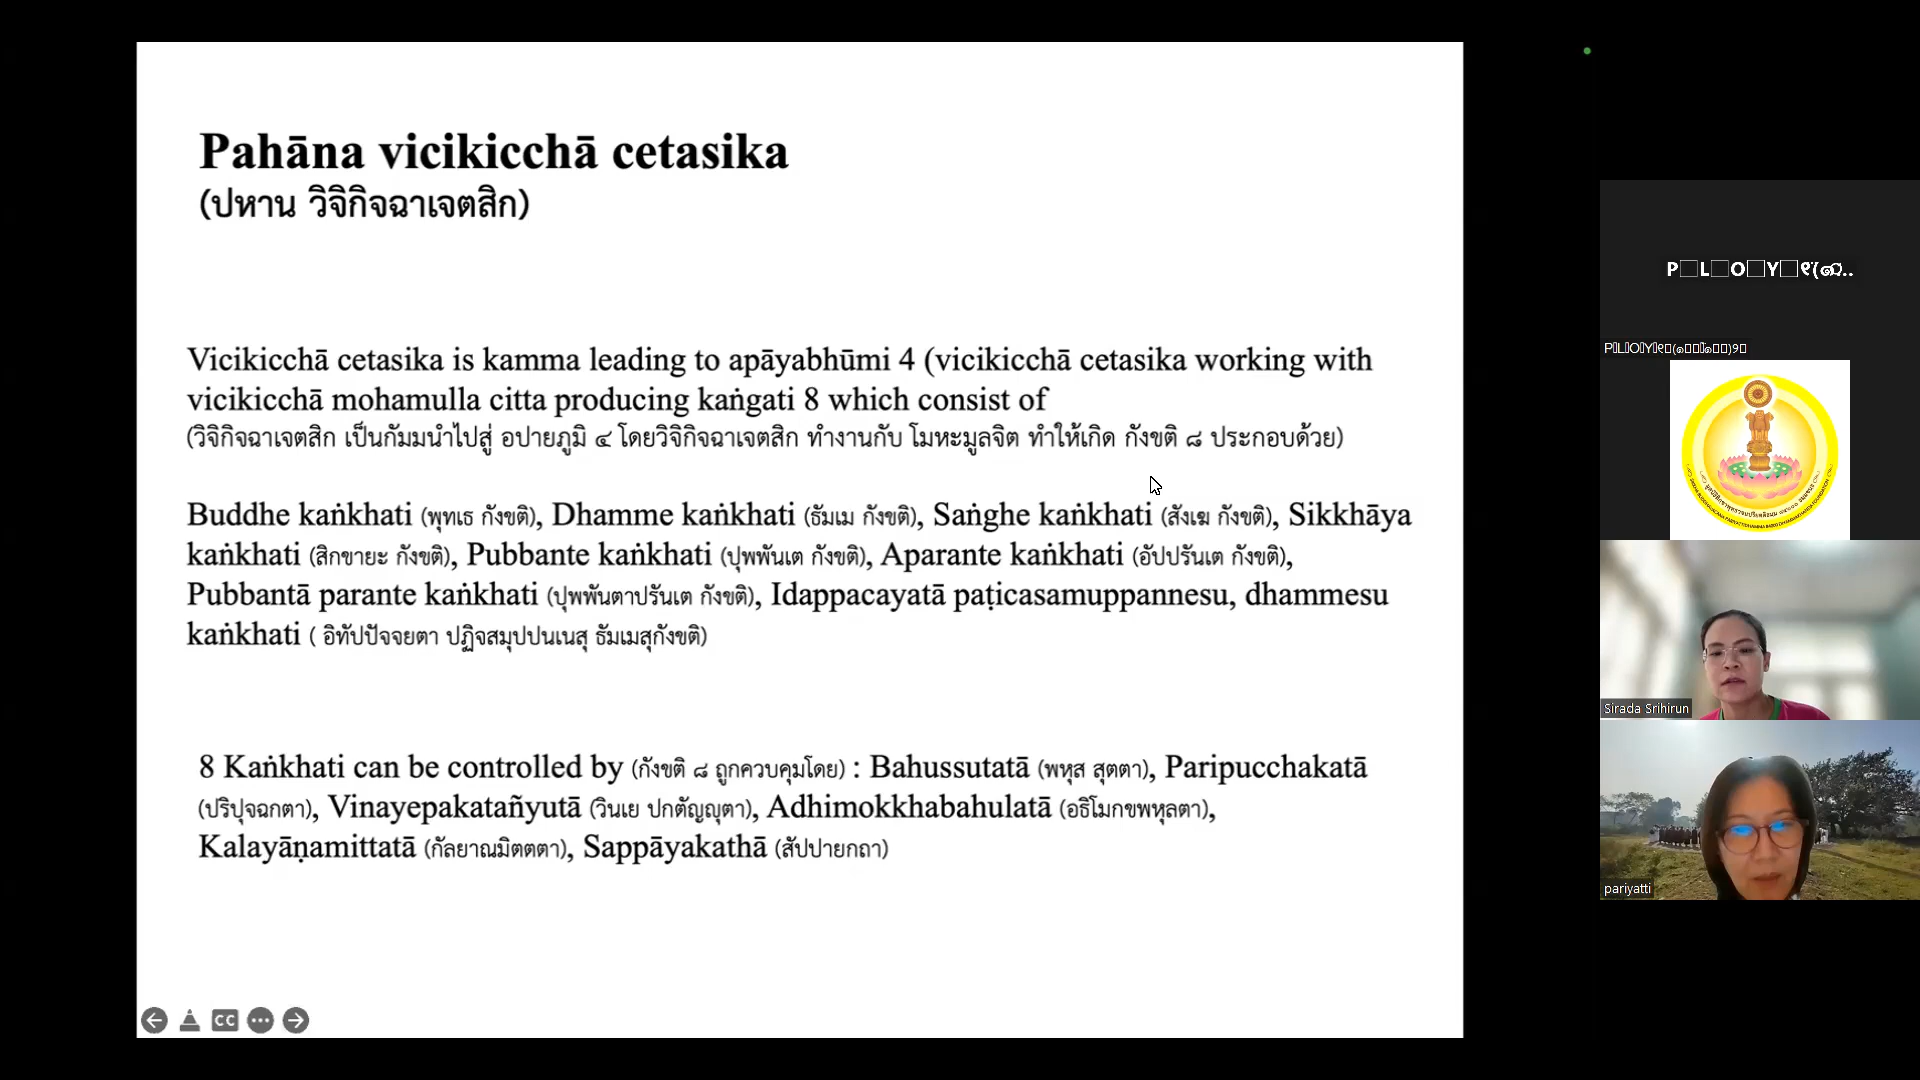 Pahāna vicikicchā cetasika
(ปหาน วิจิกิจฉาเจตสิก)
Vicikicchā cetasika is kamma leading to apāyabhūmi 4 (vicikicchā cetasika working with
vicikicchā mohamulla citta producing kaṅgati 8 which consist of
(วิจิกิจฉาเจตสิก เป็นกัมมนำไปสู่ อปายภูมิ ๔ โดยวิจิกิจฉาเจตสิก ทำงานกับ โมหะมูลจิต ทำให้เกิด กังขติ ๘ ประกอบด้วย)
Buddhe kaṅkhati (พุทเธ กังขติ), Dhamme kaṅkhati (ธัมเม กังขติ), Saṅghe kaṅkhati (สังเฆ กังขติ), Sikkhāya
kaṅkhati (สิกขายะ กังขติ), Pubbante kaṅkhati (ปุพพันเต กังขติ), Aparante kaṅkhati (อัปปรันเต กังขติ),
Pubbantā parante kaṅkhati (ปุพพันตาปรันเต กังขติ), Idappacayatā paṭicasamuppannesu, dhammesu
kaṅkhati ( อิทัปปัจจยตา ปฏิจสมุปปนเนสุ ธัมเมสุกังขติ)
8 Kaṅkhati can be controlled by (กังขติ ๘ ถูกควบคุมโดย) : Bahussutatā (พหุส สุตตา), Paripucchakatā
(ปริปุจฉกตา), Vinayepakatañyutā (วินเย ปกตัญญุตา), Adhimokkhabahulatā (อธิโมกขพหุลตา),
Kalayāṇamittatā (กัลยาณมิตตตา), Sappāyakathā (สัปปายกถา)
CC
Sirada Srihirun
pariyatti